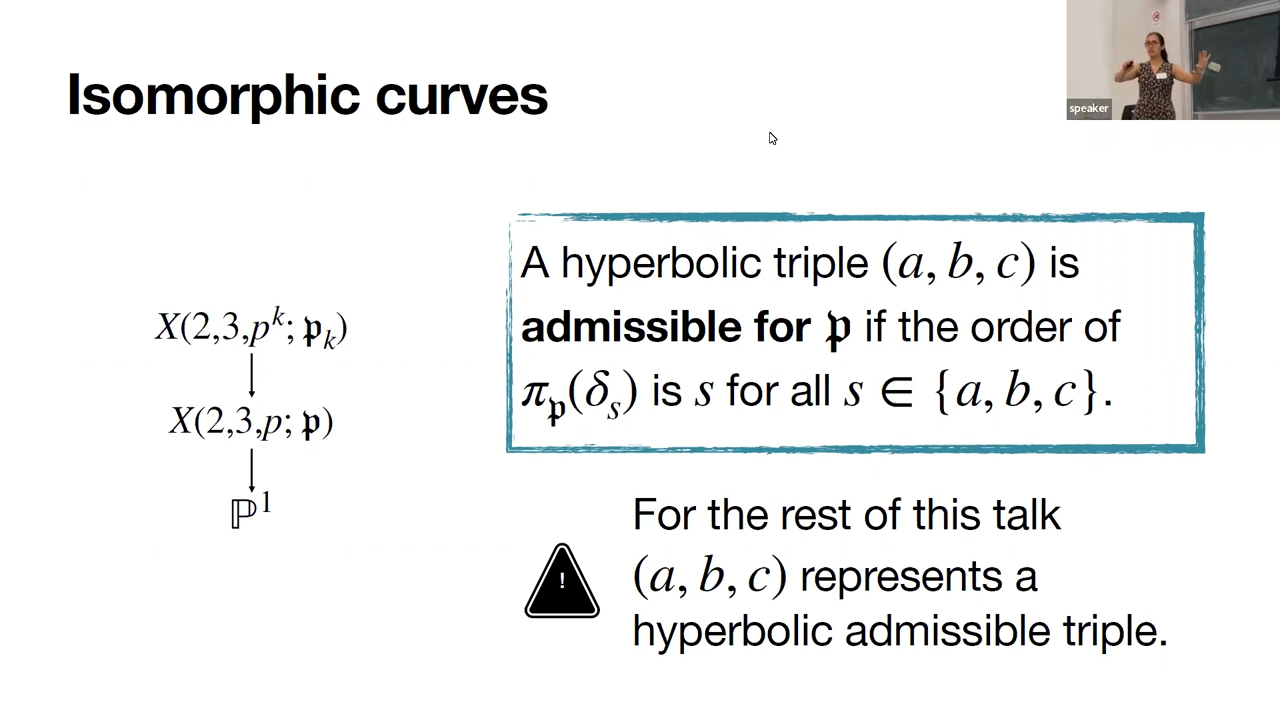 Isomorphic curves
speaker
X(2,3,p^k; 𝔭_k)
X(2,3,p; 𝔭)
ℙ^1
A hyperbolic triple (a, b, c) is
admissible for 𝔭 if the order of
π_𝔭(δ_s) is s for all s ∈ {a, b, c}.
!
For the rest of this talk
(a, b, c) represents a
hyperbolic admissible triple.